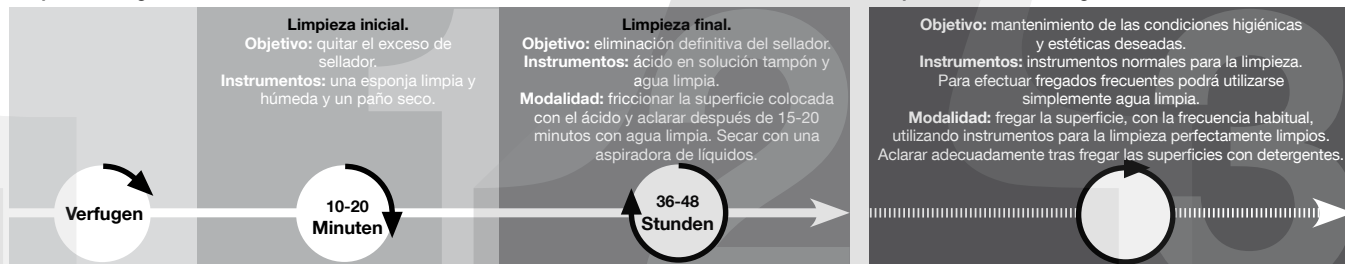 Limpieza inicial.
Objetivo: quitar el exceso de
sellador.
Instrumentos: una esponja limpia y
húmeda y un paño seco.
Limpieza final.
Objetivo: eliminación definitiva del sellador.
Instrumentos: ácido en solución tampón y
agua limpia.
Modalidad: friccionar la superficie colocada
con el ácido y aclarar después de 15-20
minutos con agua limpia. Secar con una
aspiradora de líquidos.
Objetivo: mantenimiento de las condiciones higiénicas
y estéticas deseadas.
Instrumentos: instrumentos normales para la limpieza.
Para efectuar fregados frecuentes podrá utilizarse
simplemente agua limpia.
Modalidad: fregar la superficie, con la frecuencia habitual,
utilizando instrumentos para la limpieza perfectamente limpios.
Aclarar adecuadamente tras fregar las superficies con detergentes.
Verfugen
10-20
Minuten
36-48
Stunden
1
2
3